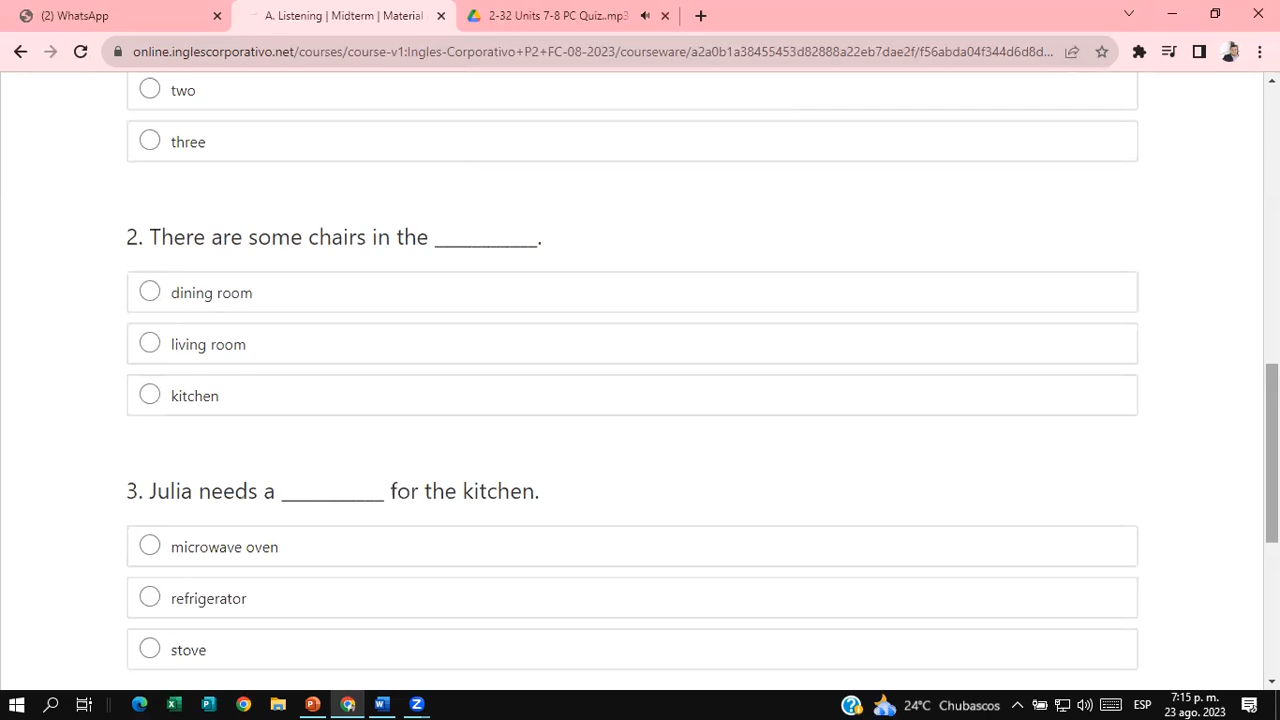 (2) WhatsApp
A. Listening | Midterm | Material
2-32 Units 7-8 PC Quiz..mp3
online.inglescorporativo.net/courses/course-v1:Ingles-Corporativo+P2+FC-08-2023/courseware/a2a0b1a38455453d82888a22eb7dae2f/f56abda04f344d6d8d...
two
three
2. There are some chairs in the ___________.
dining room
living room
kitchen
3. Julia needs a ___________ for the kitchen.
microwave oven
refrigerator
stove
24°C Chubascos
ESP
7:15 p. m.
23 ago. 2023